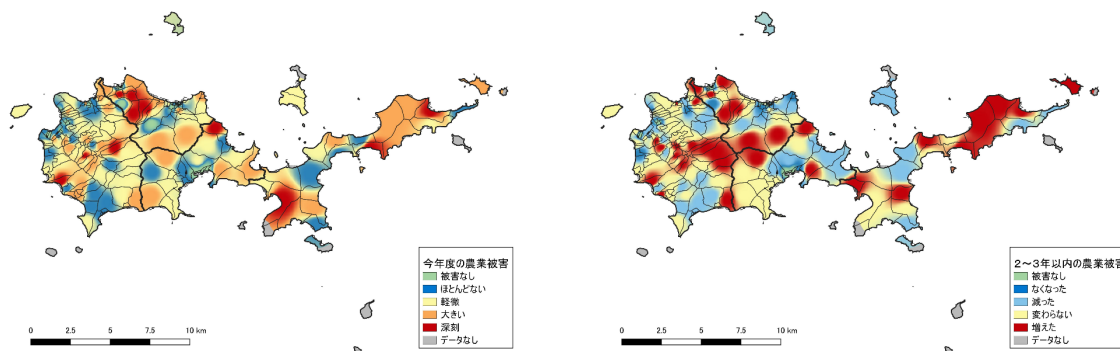 今年度の農業被害
被害なし
ほとんどない
軽微
大きい
深刻
データなし
0 2.5 5 7.5 10 km
2～3年以内の農業被害
被害なし
なくなった
減った
変わらない
増えた
データなし
0 2.5 5 7.5 10 km